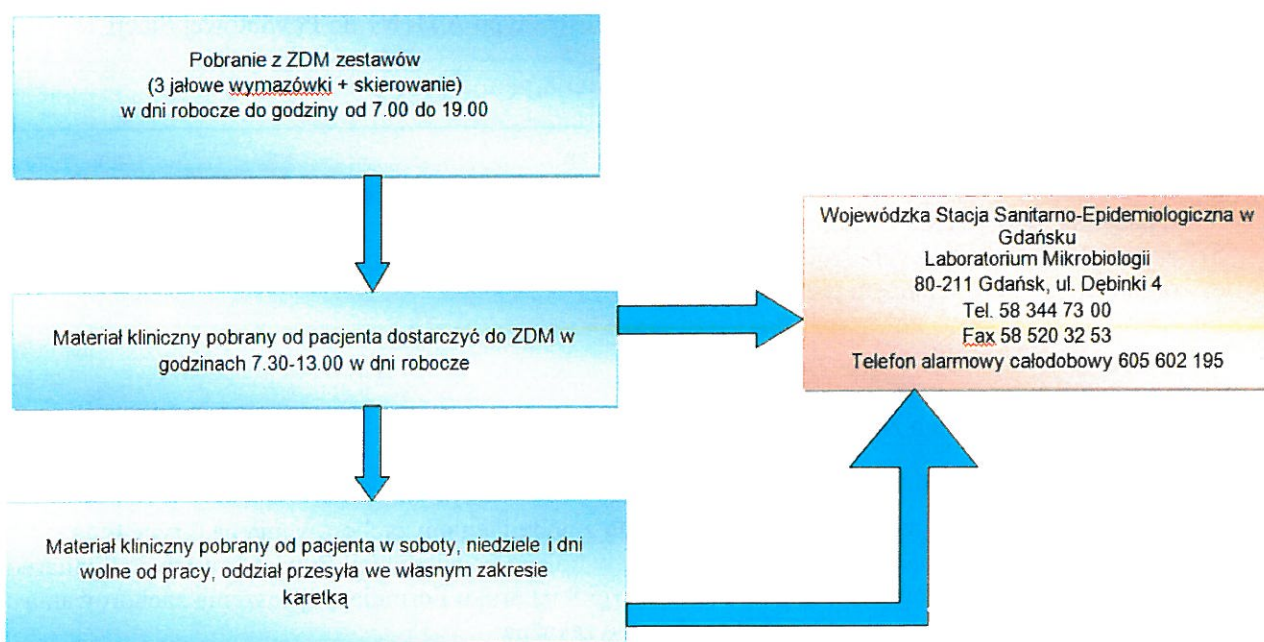 Pobranie z ZDM zestawów
(3 jałowe wymazówki + skierowanie)
w dni robocze do godziny od 7.00 do 19.00
Wojewódzka Stacja Sanitarno-Epidemiologiczna w
Gdańsku
Laboratorium Mikrobiologii
80-211 Gdańsk, ul. Dębinki 4
Tel. 58 344 73 00
Fax 58 520 32 53
Telefon alarmowy całodobowy 605 602 195
Materiał kliniczny pobrany od pacjenta dostarczyć do ZDM w
godzinach 7.30-13.00 w dni robocze
Materiał kliniczny pobrany od pacjenta w soboty, niedziele i dni
wolne od pracy, oddział przesyła we własnym zakresie
karetką